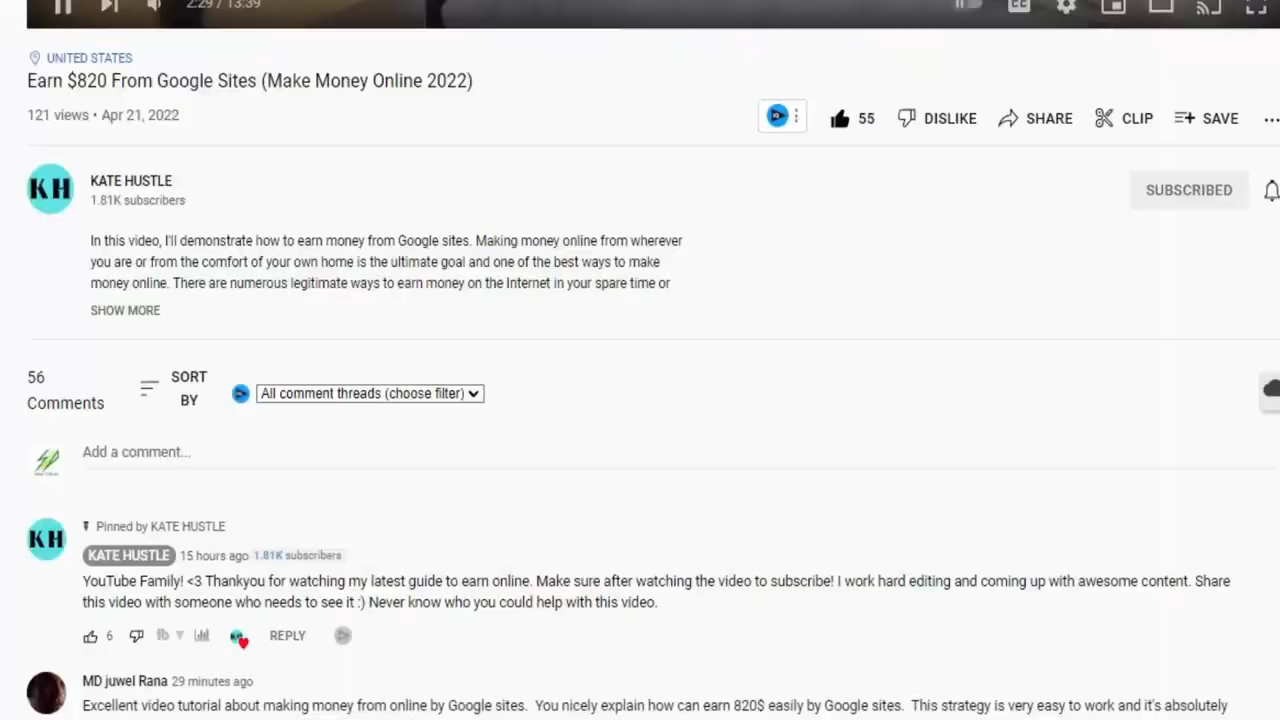 2:29 / 13:39
CC
UNITED STATES
Earn $820 From Google Sites (Make Money Online 2022)
121 views • Apr 21, 2022
55 DISLIKE SHARE CLIP SAVE ...
KH
KATE HUSTLE
1.81K subscribers
SUBSCRIBED
In this video, I'll demonstrate how to earn money from Google sites. Making money online from wherever
you are or from the comfort of your own home is the ultimate goal and one of the best ways to make
money online. There are numerous legitimate ways to earn money on the Internet in your spare time or
SHOW MORE
56
Comments
SORT
BY
All comment threads (choose filter)
Add a comment...
KH
Pinned by KATE HUSTLE
KATE HUSTLE 15 hours ago 1.81K subscribers
YouTube Family! <3 Thankyou for watching my latest guide to earn online. Make sure after watching the video to subscribe! I work hard editing and coming up with awesome content. Share
this video with someone who needs to see it :) Never know who you could help with this video.
6 REPLY
MD juwel Rana 29 minutes ago
Excellent video tutorial about making money from online by Google sites. You nicely explain how can earn 820$ easily by Google sites. This strategy is very easy to work and it's absolutely